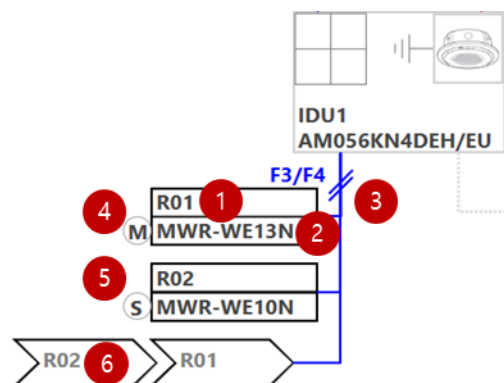 IDU1
AM056KN4DEH/EU
F3/F4
3
4
R01 1
M MWR-WE13N 2
5
R02
S MWR-WE10N
R02 6 R01